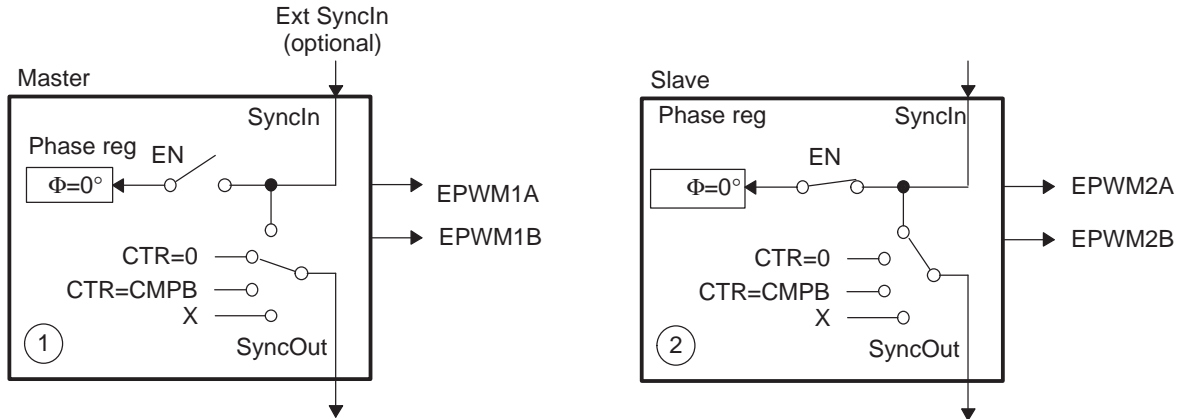 Ext SyncIn
(optional)
Master
SyncIn
Phase reg
EN
Φ=0°
EPWM1A
EPWM1B
CTR=0
CTR=CMPB
X
1
SyncOut
Slave
Phase reg
SyncIn
EN
Φ=0°
EPWM2A
EPWM2B
CTR=0
CTR=CMPB
X
2
SyncOut